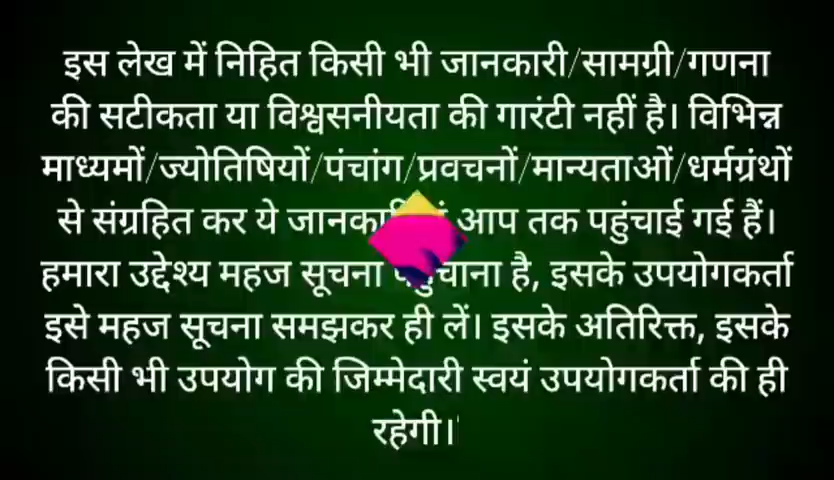 इस लेख में निहित किसी भी जानकारी/सामग्री/गणना
की सटीकता या विश्वसनीयता की गारंटी नहीं है। विभिन्न
माध्यमों/ज्योतिषियों/पंचांग/प्रवचनों/मान्यताओं/धर्मग्रंथों
से संग्रहित कर ये आप तक पहुंचाई गई हैं।
हमारा उद्देश्य महज सूचना है, इसके उपयोगकर्ता
इसे महज सूचना समझकर ही लें। इसके अतिरिक्त, इसके
किसी भी उपयोग की जिम्मेदारी स्वयं उपयोगकर्ता की ही
रहेगी।'